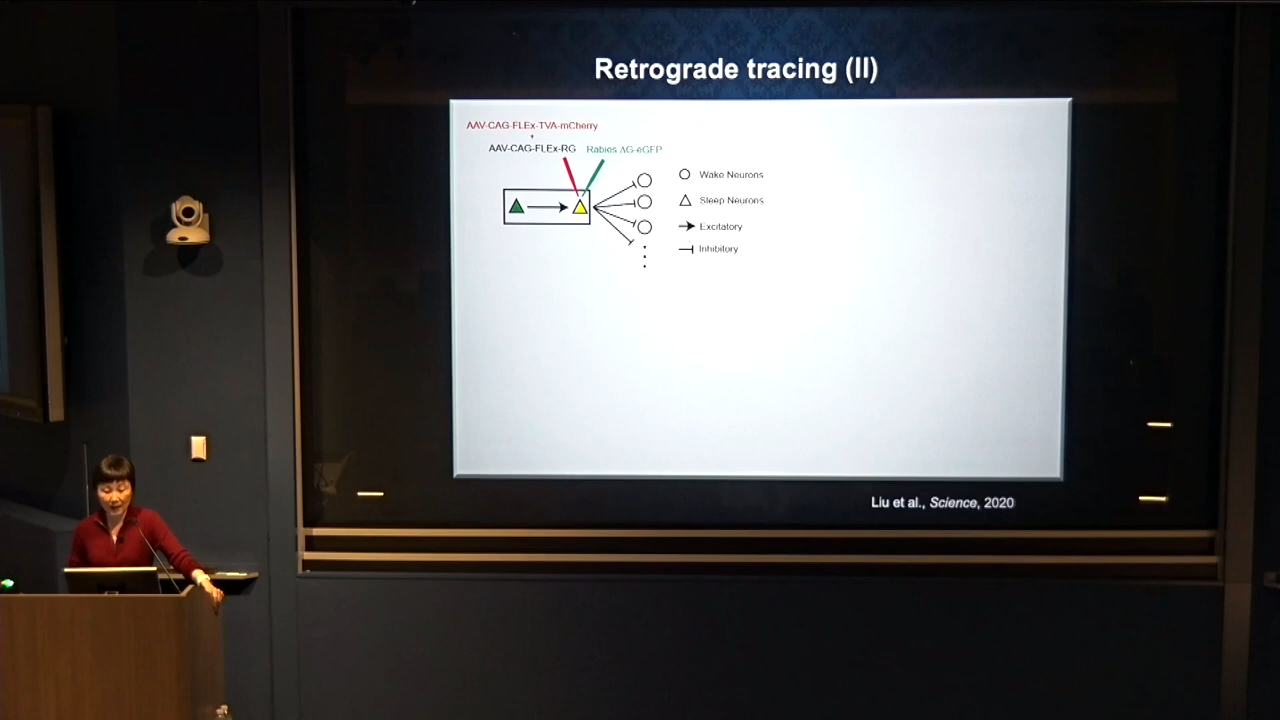 Retrograde tracing (II)
AAV-CAG-FLEx-TVA-mCherry
+
AAV-CAG-FLEx-RG
Rabies ΔG-eGFP
Wake Neurons
Sleep Neurons
Excitatory
Inhibitory
Liu et al., Science, 2020